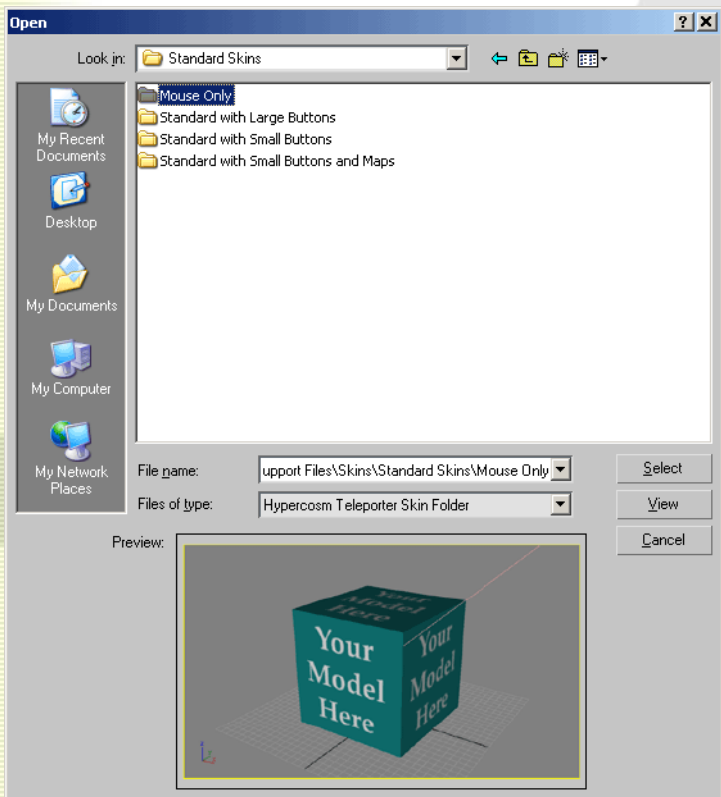 Open
Look in: Standard Skins
Mouse Only
Standard with Large Buttons
Standard with Small Buttons
Standard with Small Buttons and Maps
My Recent
Documents
Desktop
My Documents
My Computer
My Network
Places
File name: upport Files\Skins\Standard Skins\Mouse Only
Select
Files of type: Hypercosm Teleporter Skin Folder
View
Cancel
Preview:
Your
Model
Here
Your
Model
Here
Your
Model
Here